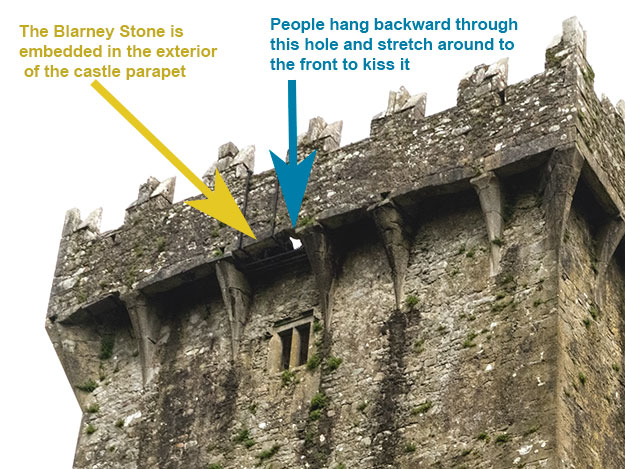 The Blarney Stone is
embedded in the exterior
of the castle parapet
People hang backward through
this hole and stretch around to
the front to kiss it